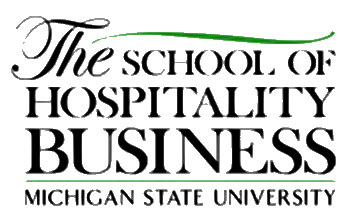 The SCHOOL OF
HOSPITALITY
BUSINESS
MICHIGAN STATE UNIVERSITY